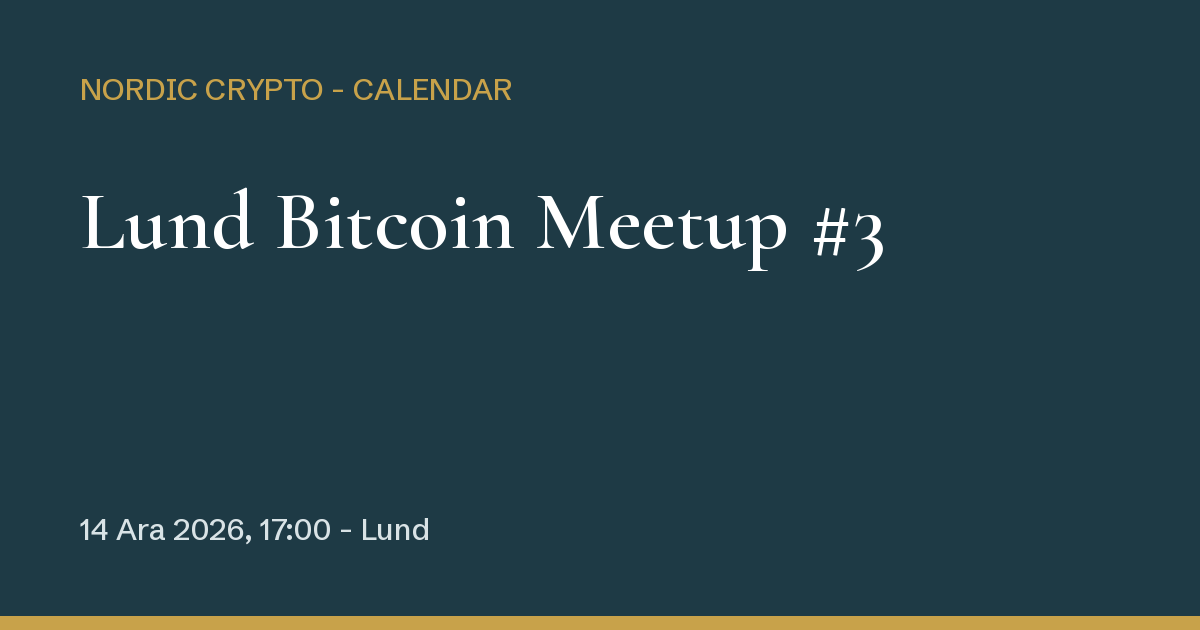 NORDIC CRYPTO - CALENDAR
Lund Bitcoin Meetup #3
14 Ara 2026, 17:00 - Lund